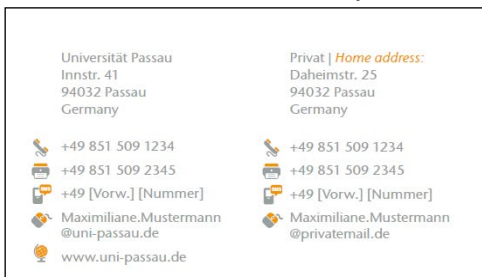 Universität Passau
Innstr. 41
94032 Passau
Germany
+49 851 509 1234
+49 851 509 2345
+49 [Vorw.] [Nummer]
Maximiliane.Mustermann
@uni-passau.de
www.uni-passau.de
Privat | Home address:
Daheimstr. 25
94032 Passau
Germany
+49 851 509 1234
+49 851 509 2345
+49 [Vorw.] [Nummer]
Maximiliane.Mustermann
@privatemail.de